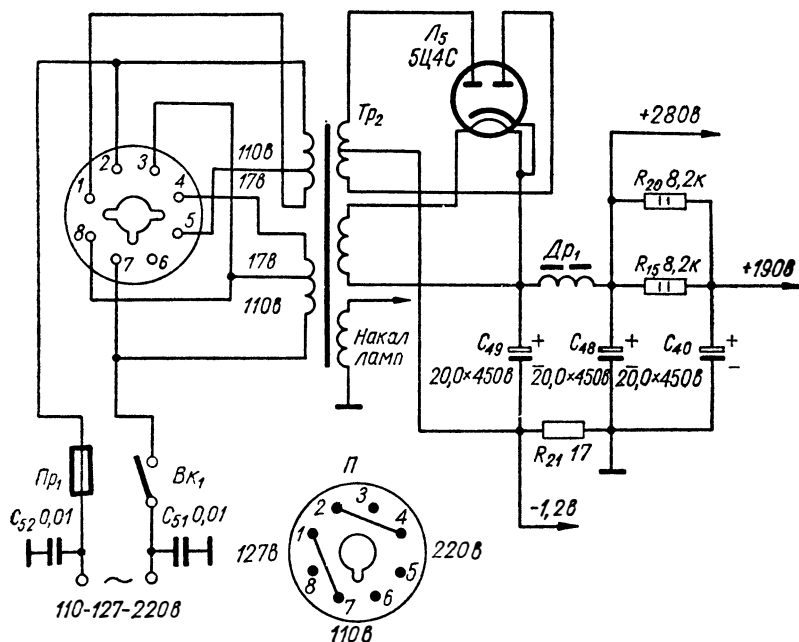 Л5
5Ц4С
Тр2
+280в
R20 8,2к
Др1
R15 8,2к
+190в
1
2
3
4
5
6
7
8
110в
17в
17в
110в
Накал
ламп
C49
+
C48
+
C40
+
20,0×450в
20,0×450в
20,0×450в
R21 17
-1,2в
Пр1
Вк1
C52 0,01
C51 0,01
110-127-220в
П
1
2
3
4
5
6
7
8
127в
220в
110в